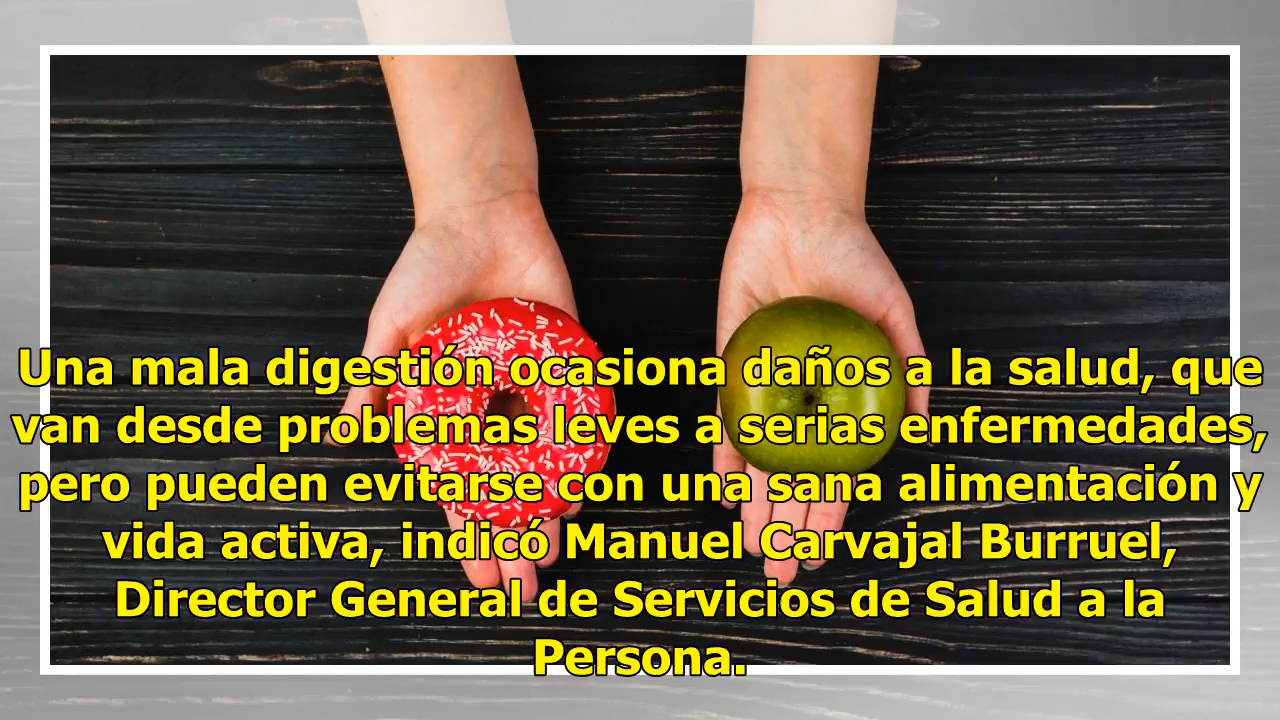 Una mala digestión ocasiona daños a la salud, que
van desde problemas leves a serias enfermedades,
pero pueden evitarse con una sana alimentación y
vida activa, indicó Manuel Carvajal Burruel,
Director General de Servicios de Salud a la
Persona.